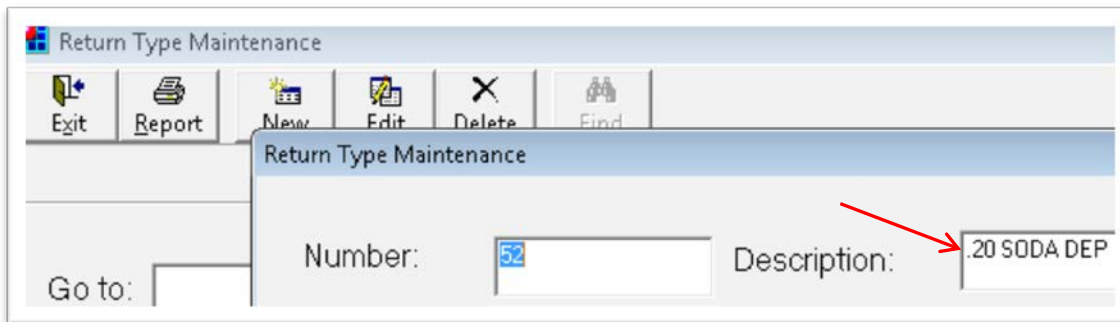 Return Type Maintenance
Exit Report New Edit Delete Find
Return Type Maintenance
Number: 52 Description: .20 SODA DEP
Go to: